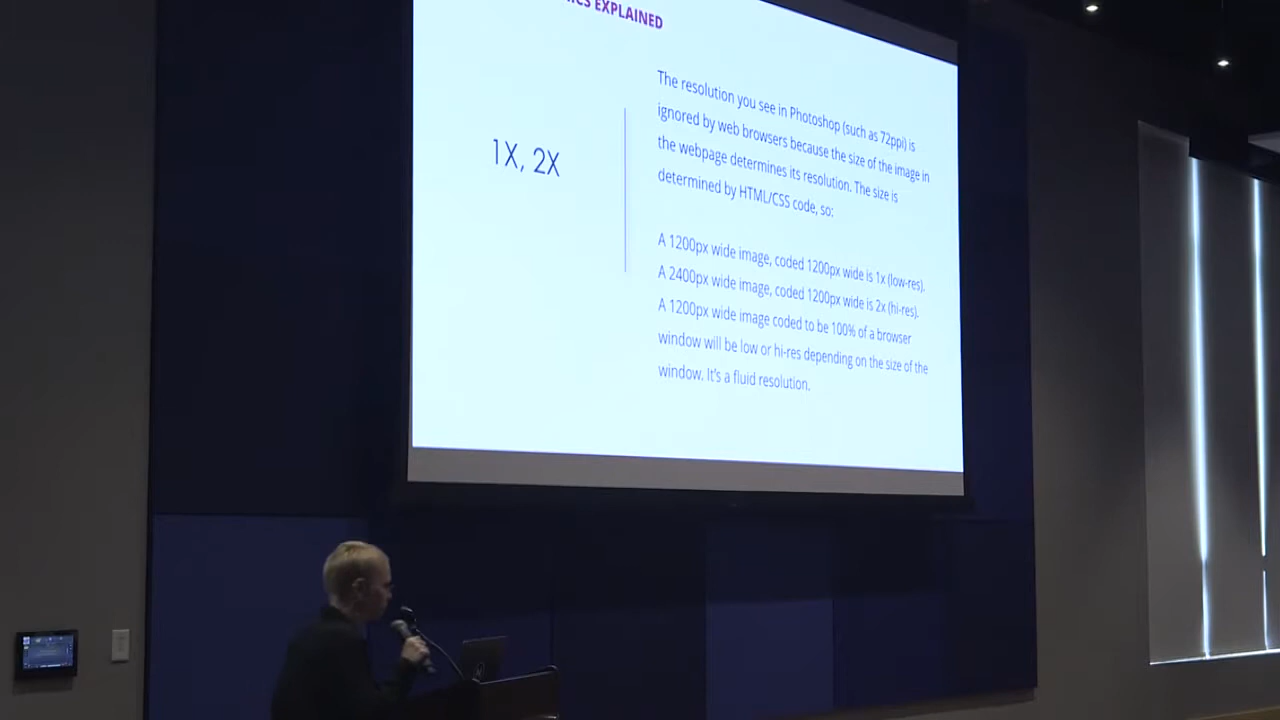 EXPLAINED
1X, 2X
The resolution you see in Photoshop (such as 72ppi) is
ignored by web browsers because the size of the image in
the webpage determines its resolution. The size is
determined by HTML/CSS code, so:
A 1200px wide image, coded 1200px wide is 1x (low-res).
A 2400px wide image, coded 1200px wide is 2x (hi-res).
A 1200px wide image coded to be 100% of a browser
window will be low or hi-res depending on the size of the
window. It's a fluid resolution.